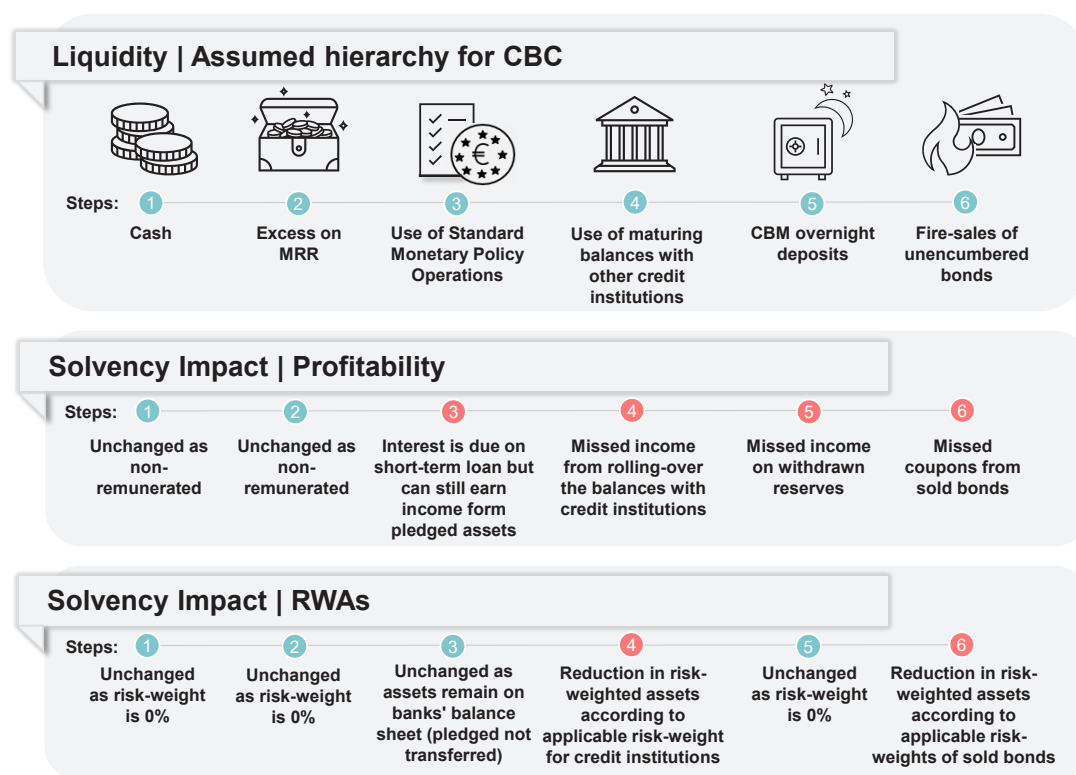 Liquidity | Assumed hierarchy for CBC
€
Steps: 1 2 3 4 5 6
Cash
Excess on
MRR
Use of Standard
Monetary Policy
Operations
Use of maturing
balances with
other credit
institutions
CBM overnight
deposits
Fire-sales of
unencumbered
bonds
Solvency Impact | Profitability
Steps: 1 2 3 4 5 6
Unchanged as
non-
remunerated
Unchanged as
non-
remunerated
Interest is due on
short-term loan but
can still earn
income form
pledged assets
Missed income
from rolling-over
the balances with
credit institutions
Missed income
on withdrawn
reserves
Missed
coupons from
sold bonds
Solvency Impact | RWAs
Steps: 1 2 3 4 5 6
Unchanged
as risk-weight
is 0%
Unchanged
as risk-weight
is 0%
Unchanged as
assets remain on
banks' balance
sheet (pledged not
transferred)
Reduction in risk-
weighted assets
according to
applicable risk-weight
for credit institutions
Unchanged
as risk-weight
is 0%
Reduction in risk-
weighted assets
according to
applicable risk-
weights of sold bonds